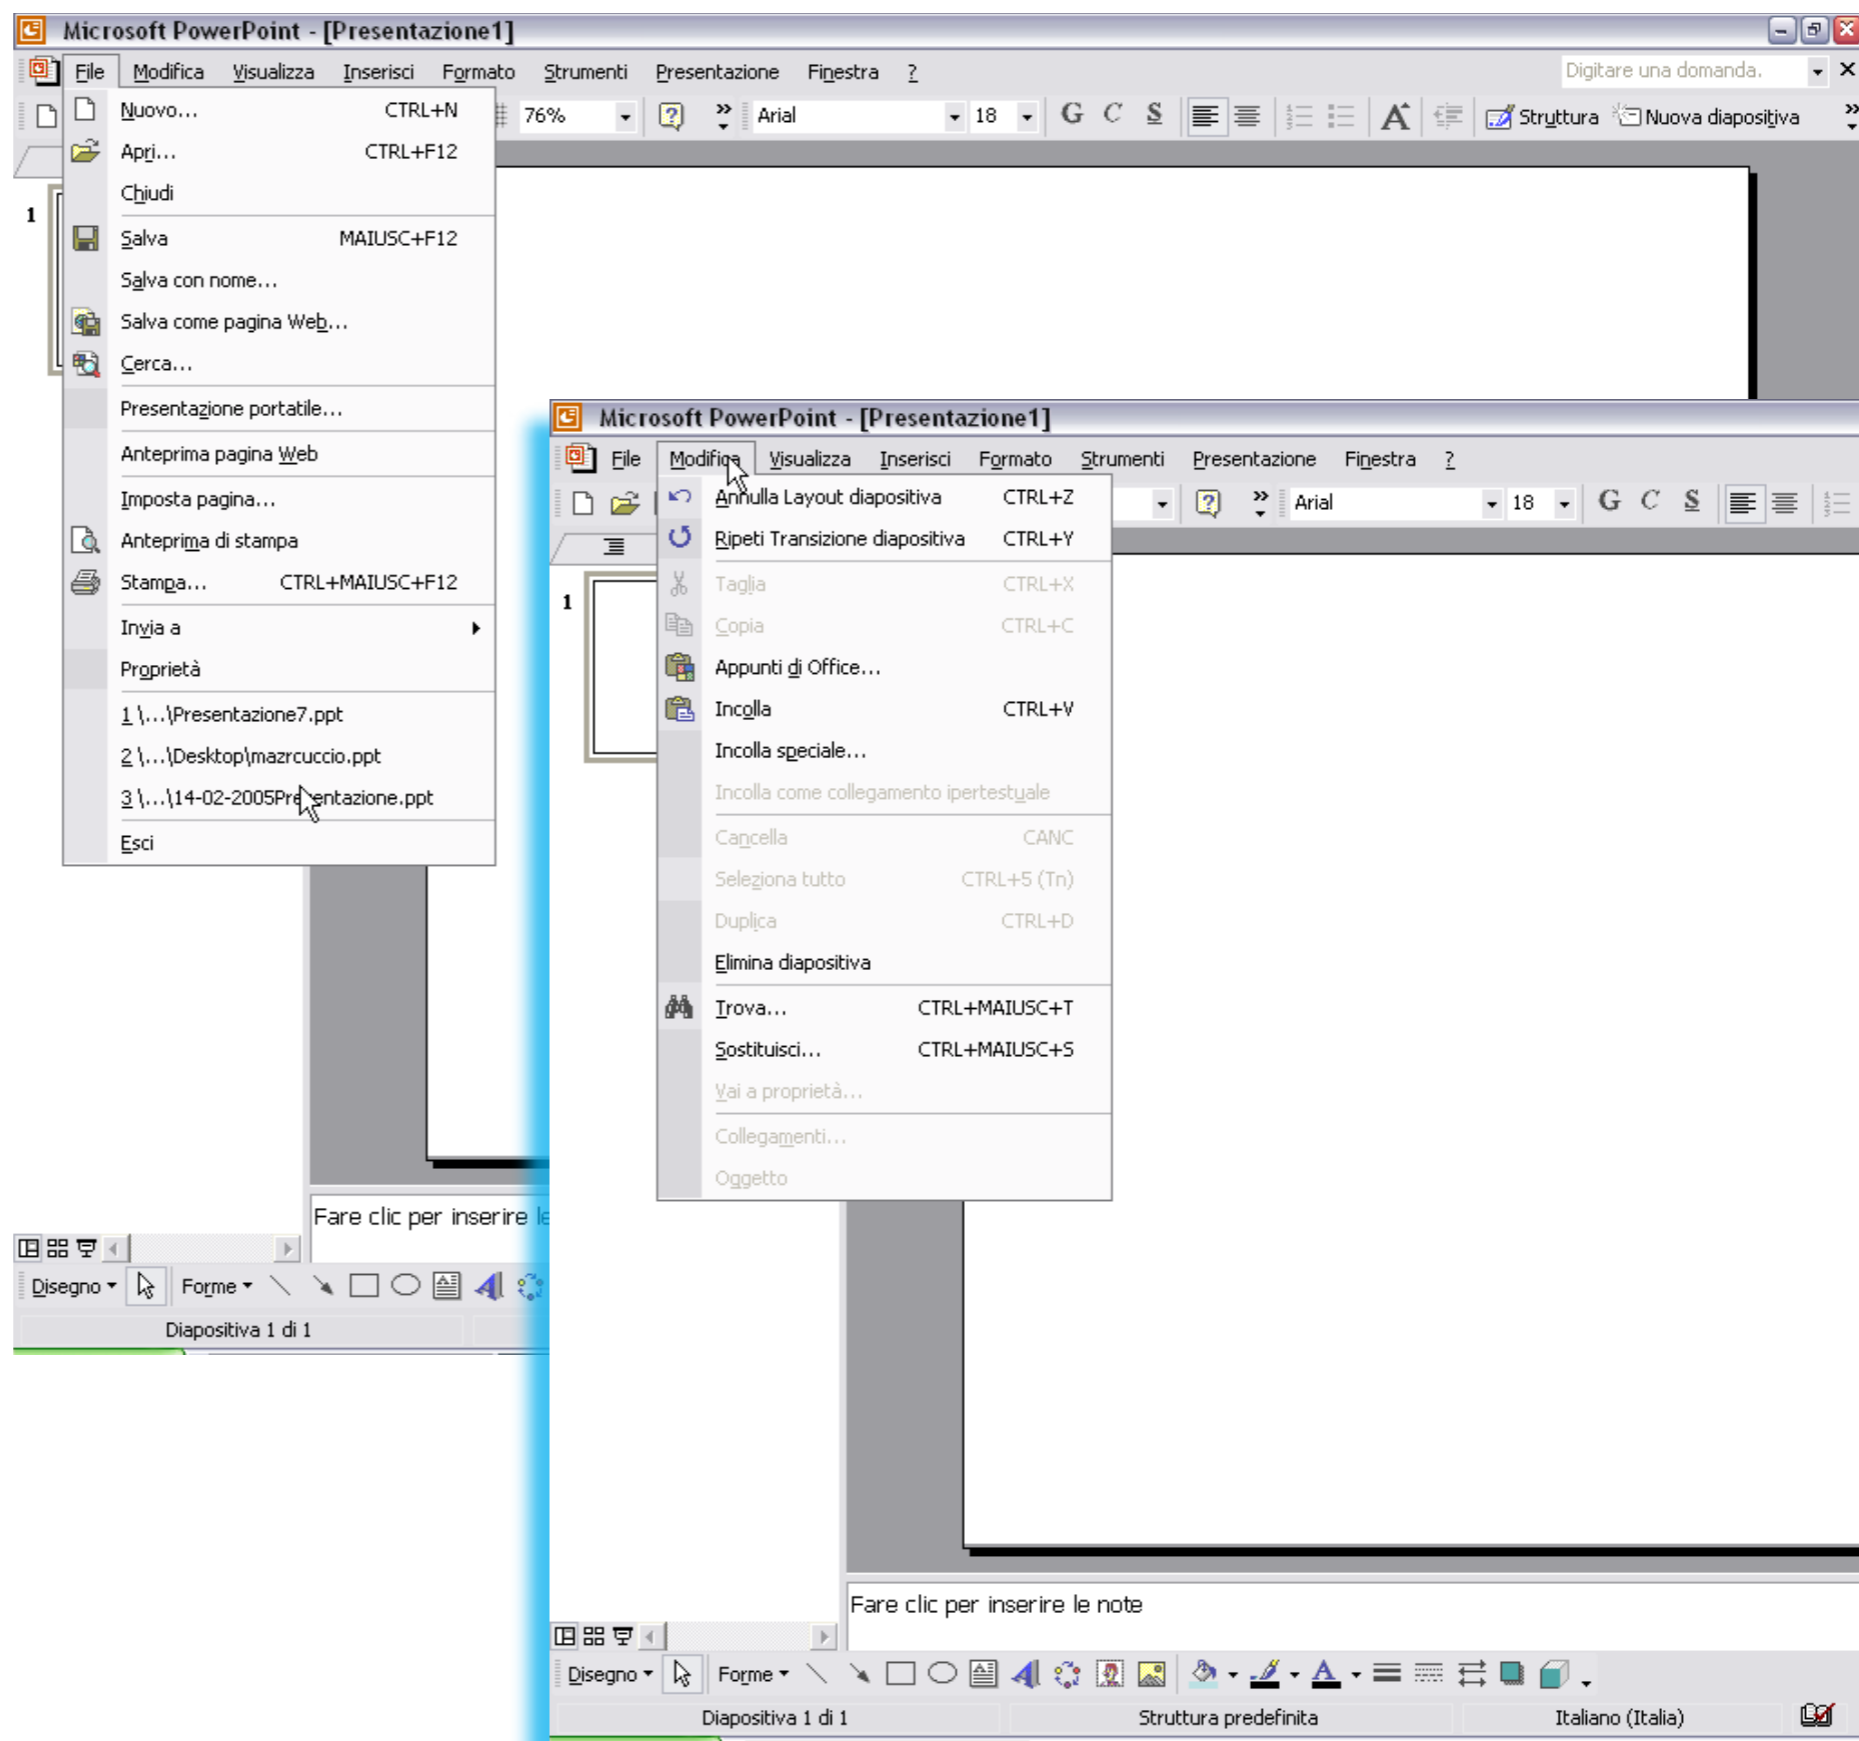 Microsoft PowerPoint - [Presentazione1]
File Modifica Visualizza Inserisci Formato Strumenti Presentazione Finestra ? Digitare una domanda.
76% Arial 18 G C S Struttura Nuova diapositiva
Nuovo... CTRL+N
Apri... CTRL+F12
Chiudi
1
Salva MAIUSC+F12
Salva con nome...
Salva come pagina Web...
Cerca...
Presentazione portatile...
Anteprima pagina Web
Imposta pagina...
Anteprima di stampa
Stampa... CTRL+MAIUSC+F12
Invia a
Proprietà
1 \...\Presentazione7.ppt
2 \...\Desktop\mazrcuccio.ppt
3 \...\14-02-2005Presentazione.ppt
Esci
Fare clic per inserire le
Disegno Forme
Diapositiva 1 di 1
Microsoft PowerPoint - [Presentazione1]
File Modifica Visualizza Inserisci Formato Strumenti Presentazione Finestra ?
Arial 18 G C S
Annulla Layout diapositiva CTRL+Z
Ripeti Transizione diapositiva CTRL+Y
1
Taglia CTRL+X
Copia CTRL+C
Appunti di Office...
Incolla CTRL+V
Incolla speciale...
Incolla come collegamento ipertestuale
Cancella CANC
Seleziona tutto CTRL+5 (Tn)
Duplica CTRL+D
Elimina diapositiva
Trova... CTRL+MAIUSC+T
Sostituisci... CTRL+MAIUSC+S
Vai a proprietà...
Collegamenti...
Oggetto
Fare clic per inserire le note
Disegno Forme
Diapositiva 1 di 1 Struttura predefinita Italiano (Italia)